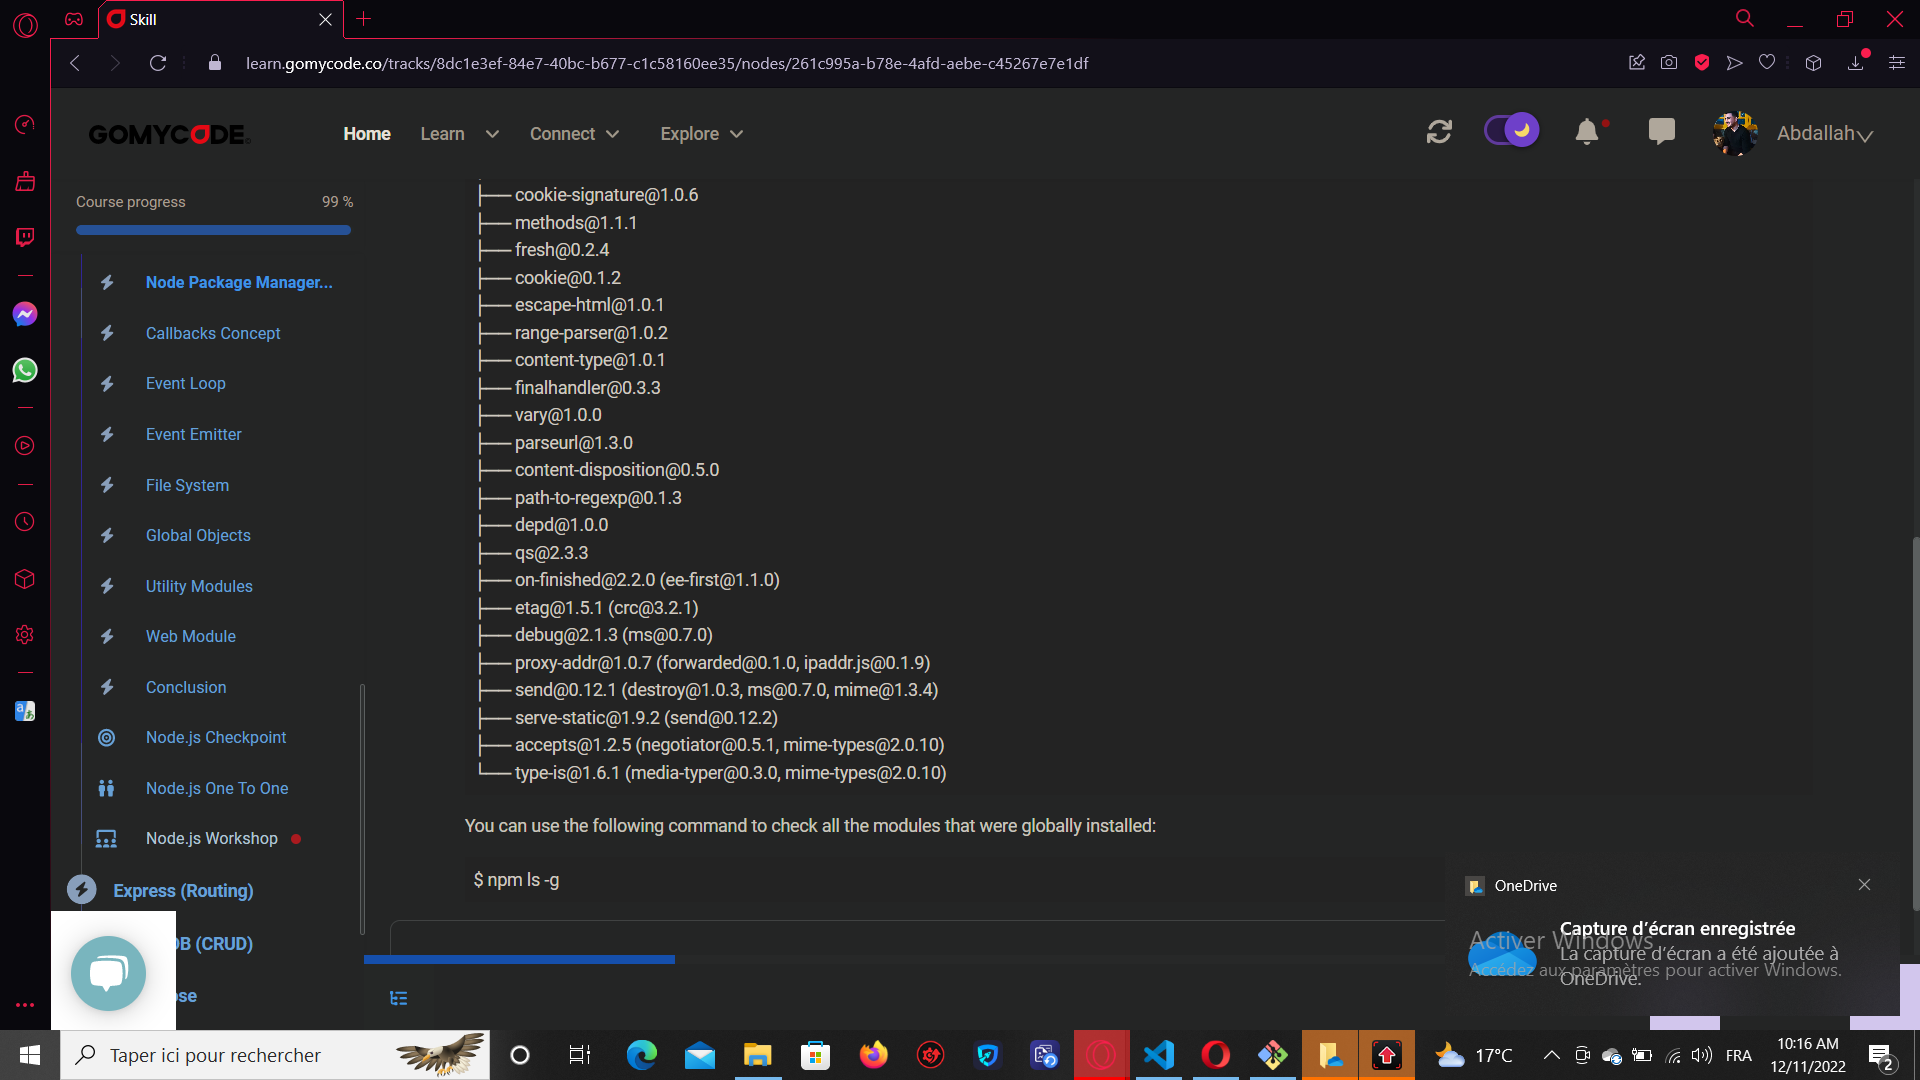 Skill
learn.gomycode.co/tracks/8dc1e3ef-84e7-40bc-b677-c1c58160ee35/nodes/261c995a-b78e-4afd-aebe-c45267e7e1df
GOMYCODE
Home
Learn
Connect
Explore
Abdallah
Course progress
99 %
Node Package Manager...
Callbacks Concept
Event Loop
Event Emitter
File System
Global Objects
Utility Modules
Web Module
Conclusion
Node.js Checkpoint
Node.js One To One
Node.js Workshop
Express (Routing)
DB (CRUD)
ose
├── cookie-signature@1.0.6
├── methods@1.1.1
├── fresh@0.2.4
├── cookie@0.1.2
├── escape-html@1.0.1
├── range-parser@1.0.2
├── content-type@1.0.1
├── finalhandler@0.3.3
├── vary@1.0.0
├── parseurl@1.3.0
├── content-disposition@0.5.0
├── path-to-regexp@0.1.3
├── depd@1.0.0
├── qs@2.3.3
├── on-finished@2.2.0 (ee-first@1.1.0)
├── etag@1.5.1 (crc@3.2.1)
├── debug@2.1.3 (ms@0.7.0)
├── proxy-addr@1.0.7 (forwarded@0.1.0, ipaddr.js@0.1.9)
├── send@0.12.1 (destroy@1.0.3, ms@0.7.0, mime@1.3.4)
├── serve-static@1.9.2 (send@0.12.2)
├── accepts@1.2.5 (negotiator@0.5.1, mime-types@2.0.10)
└── type-is@1.6.1 (media-typer@0.3.0, mime-types@2.0.10)
You can use the following command to check all the modules that were globally installed:
$ npm ls -g
OneDrive
Capture d'écran enregistrée
La capture d'écran a été ajoutée à
OneDrive.
Activer Windows
Accédez aux paramètres pour activer Windows.
Taper ici pour rechercher
17°C
FRA
10:16 AM
12/11/2022
2